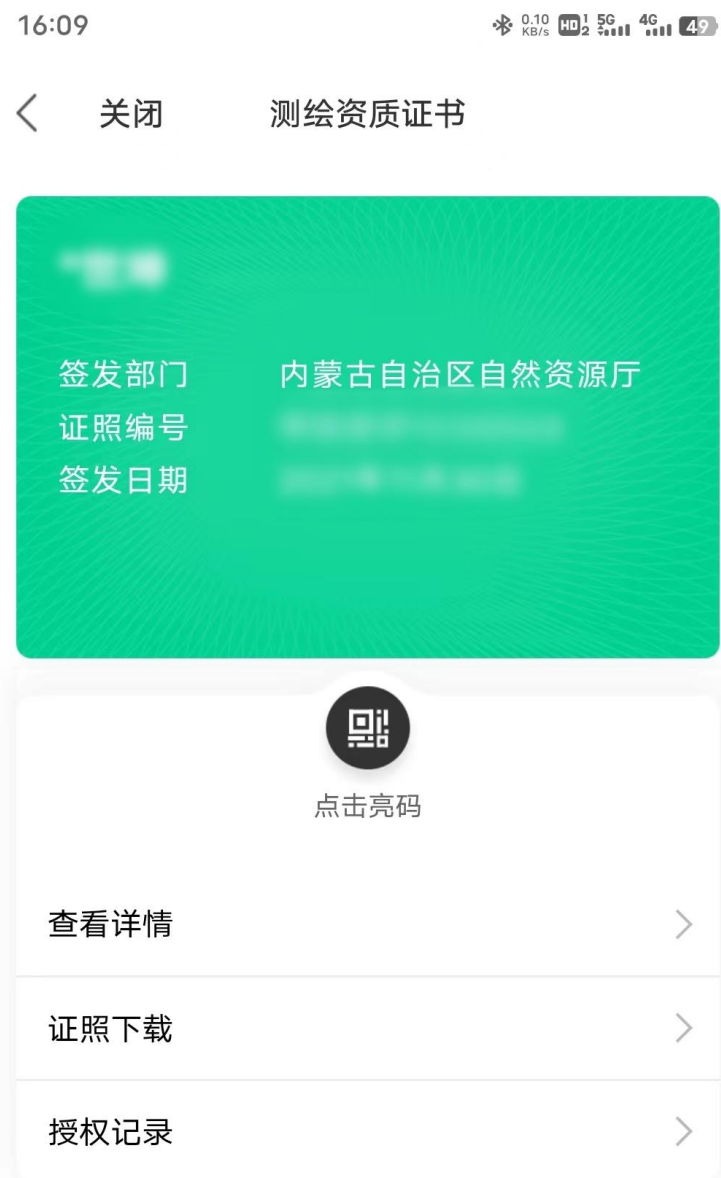 16:09 0.10 KB/s HD 1 2 5G 4G 49
关闭 测绘资质证书
签发部门 内蒙古自治区自然资源厅
证照编号
签发日期
点击亮码
查看详情
证照下载
授权记录